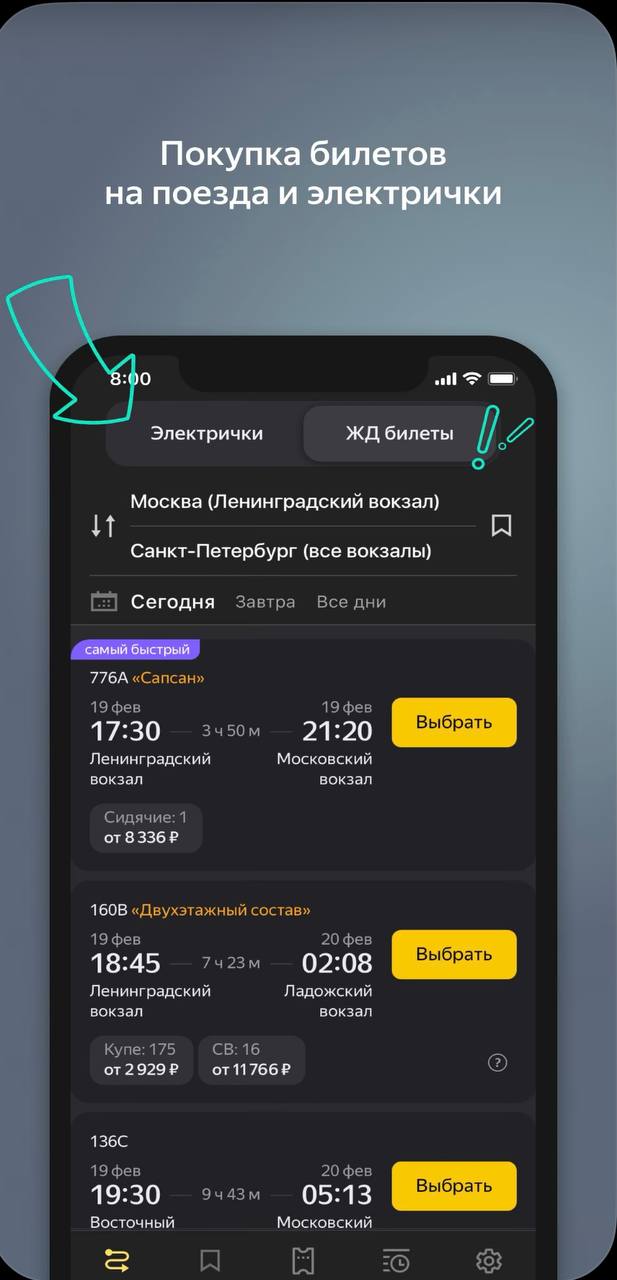 Покупка билетов
на поезда и электрички
8:00
Электрички
ЖД билеты
Москва (Ленинградский вокзал)
Санкт-Петербург (все вокзалы)
Сегодня Завтра Все дни
самый быстрый
776А «Сапсан»
19 фев 19 фев
17:30 3 ч 50 м 21:20
Выбрать
Ленинградский Московский
вокзал вокзал
Сидячие: 1
от 8 336 ₽
160В «Двухэтажный состав»
19 фев 20 фев
18:45 7 ч 23 м 02:08
Выбрать
Ленинградский Ладожский
вокзал вокзал
Купе: 175 СВ: 16
от 2 929 ₽ от 11 766 ₽
?
136С
19 фев 20 фев
19:30 9 ч 43 м 05:13
Выбрать
Восточный Московский